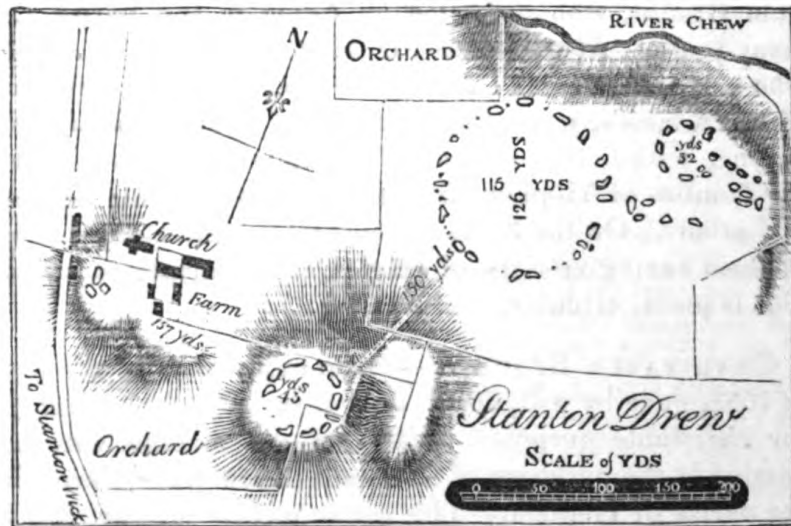 RIVER CHEW
N
ORCHARD
yds
32
115 YDS
126 YDS
Church
Farm
150 yds
157 yds.
yds
43
To Stanton Wick
Orchard
Stanton Drew
SCALE of YDS
0 50 100 150 200